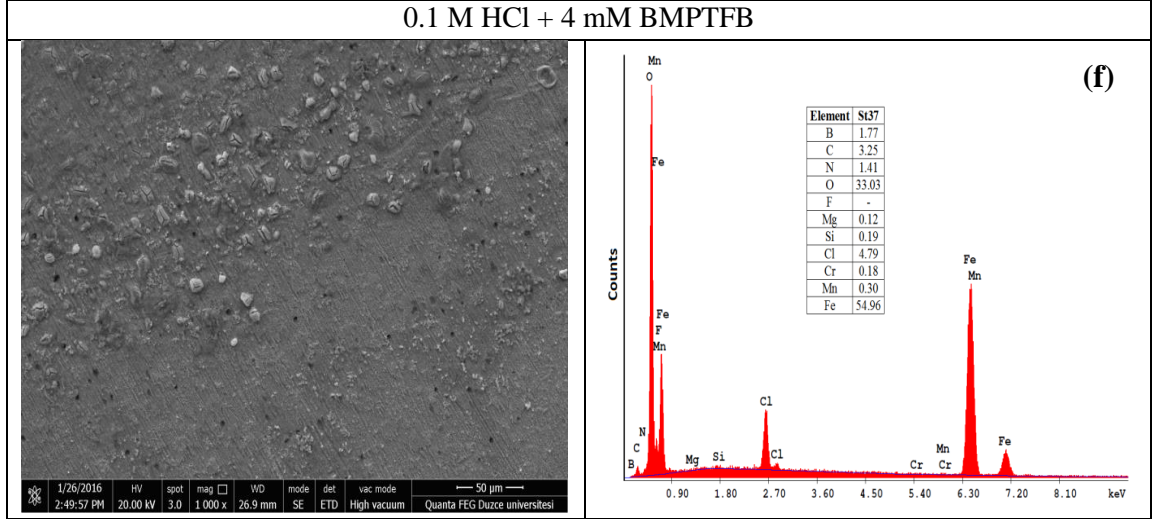 0.1 M HCl + 4 mM BMPTFB
1/26/2016 HV spot mag WD mode det vac mode 50 µm
2:49:57 PM 20.00 kV 3.0 1 000 x 26.9 mm SE ETD High vacuum Quanta FEG Duzce universitesi
(f)
Counts
Mn
O
Fe
Fe
F
Mn
N
C
B
Mg
Si
Cl
Cl
Cr
Mn
Cr
Fe
Mn
Fe
Element St37
B 1.77
C 3.25
N 1.41
O 33.03
F -
Mg 0.12
Si 0.19
Cl 4.79
Cr 0.18
Mn 0.30
Fe 54.96
0.90 1.80 2.70 3.60 4.50 5.40 6.30 7.20 8.10 keV